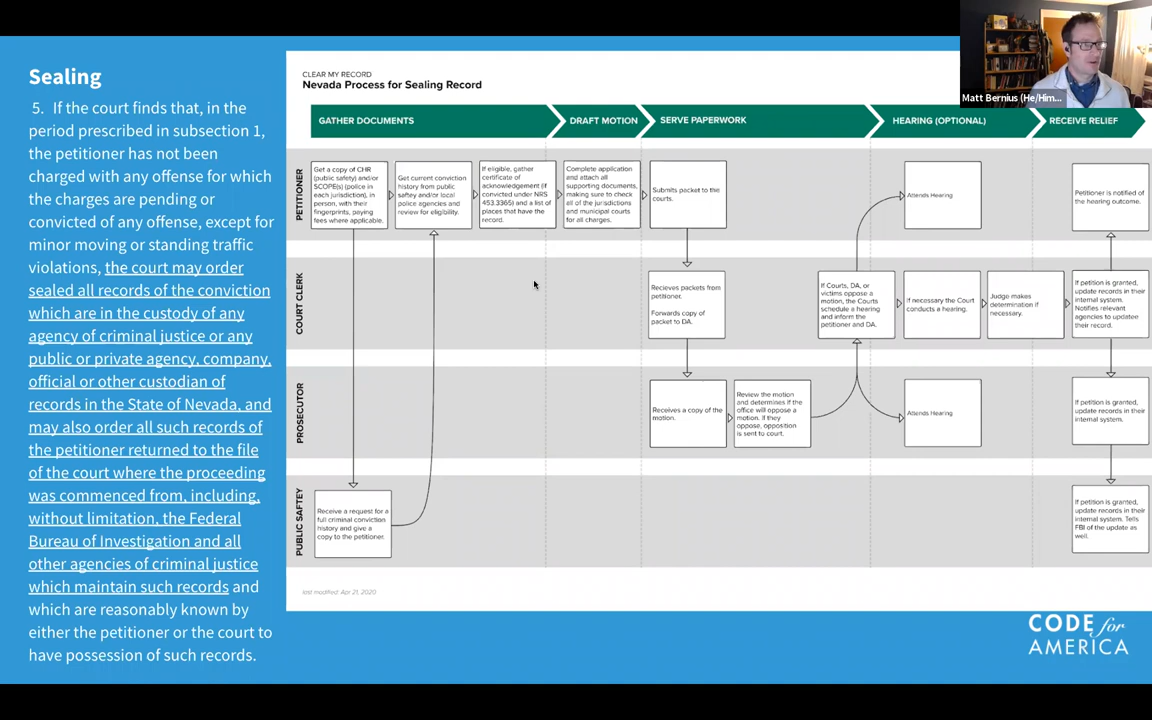 Sealing
5. If the court finds that, in the
period prescribed in subsection 1,
the petitioner has not been
charged with any offense for which
the charges are pending or
convicted of any offense, except for
minor moving or standing traffic
violations, the court may order
sealed all records of the conviction
which are in the custody of any
agency of criminal justice or any
public or private agency, company,
official or other custodian of
records in the State of Nevada, and
may also order all such records of
the petitioner returned to the file
of the court where the proceeding
was commenced from, including,
without limitation, the Federal
Bureau of Investigation and all
other agencies of criminal justice
which maintain such records and
which are reasonably known by
either the petitioner or the court to
have possession of such records.
CLEAR MY RECORD
Nevada Process for Sealing Record
GATHER DOCUMENTS
DRAFT MOTION
SERVE PAPERWORK
HEARING (OPTIONAL)
RECEIVE RELIEF
PETITIONER
Get a copy of CHR
(public safety) and/or
SCOPE(s) (police in
each jurisdiction), in
person, with their
fingerprints, paying
fees where applicable.
Get current conviction
history from public
saftey and/or local
police agencies and
review for eligibility.
If eligible, gather
certificate of
acknowledgement (if
convicted under NRS
453.3365) and a list of
places that have the
record.
Complete application
and attach all
supporting documents,
making sure to check
all of the jurisdictions
and municipal courts
for all charges.
Submits packet to the
courts.
Attends Hearing
Petitioner is notified of
the hearing outcome.
COURT CLERK
Recieves packets from
petitioner.
Forwards copy of
packet to DA.
If Courts, DA, or
victims oppose a
motion, the Courts
schedule a hearing
and inform the
petitioner and DA.
If necessary the Court
conducts a hearing.
Judge makes
determination if
necessary.
If petition is granted,
update records in their
internal system.
Notifies relevant
agencies to updatee
their record.
PROSECUTOR
Receives a copy of the
motion.
Review the motion
and determines if the
office will oppose a
motion. If they
oppose, opposition
is sent to court.
Attends Hearing
If petition is granted,
update records in their
internal system.
PUBLIC SAFTEY
Receive a request for a
full criminal conviction
history and give a
copy to the petitioner.
If petition is granted,
update records in their
internal system. Tells
FBI of the update as
well.
last modified: Apr 21, 2020
CODE for
AMERICA
Matt Bernius (He/Him...